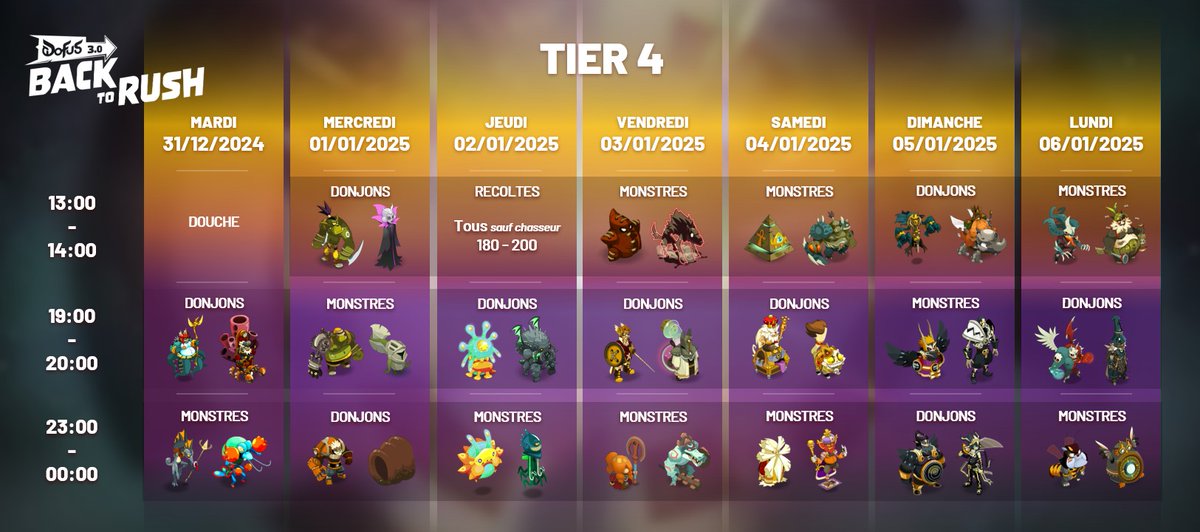 DOFUS 3.0
BACK
TO RUSH
TIER 4
MARDI
31/12/2024
MERCREDI
01/01/2025
JEUDI
02/01/2025
VENDREDI
03/01/2025
SAMEDI
04/01/2025
DIMANCHE
05/01/2025
LUNDI
06/01/2025
13:00
-
14:00
DOUCHE
DONJONS
RECOLTES
Tous sauf chasseur
180 - 200
MONSTRES
MONSTRES
DONJONS
MONSTRES
19:00
-
20:00
DONJONS
MONSTRES
DONJONS
DONJONS
DONJONS
MONSTRES
DONJONS
23:00
-
00:00
MONSTRES
DONJONS
MONSTRES
MONSTRES
MONSTRES
DONJONS
MONSTRES